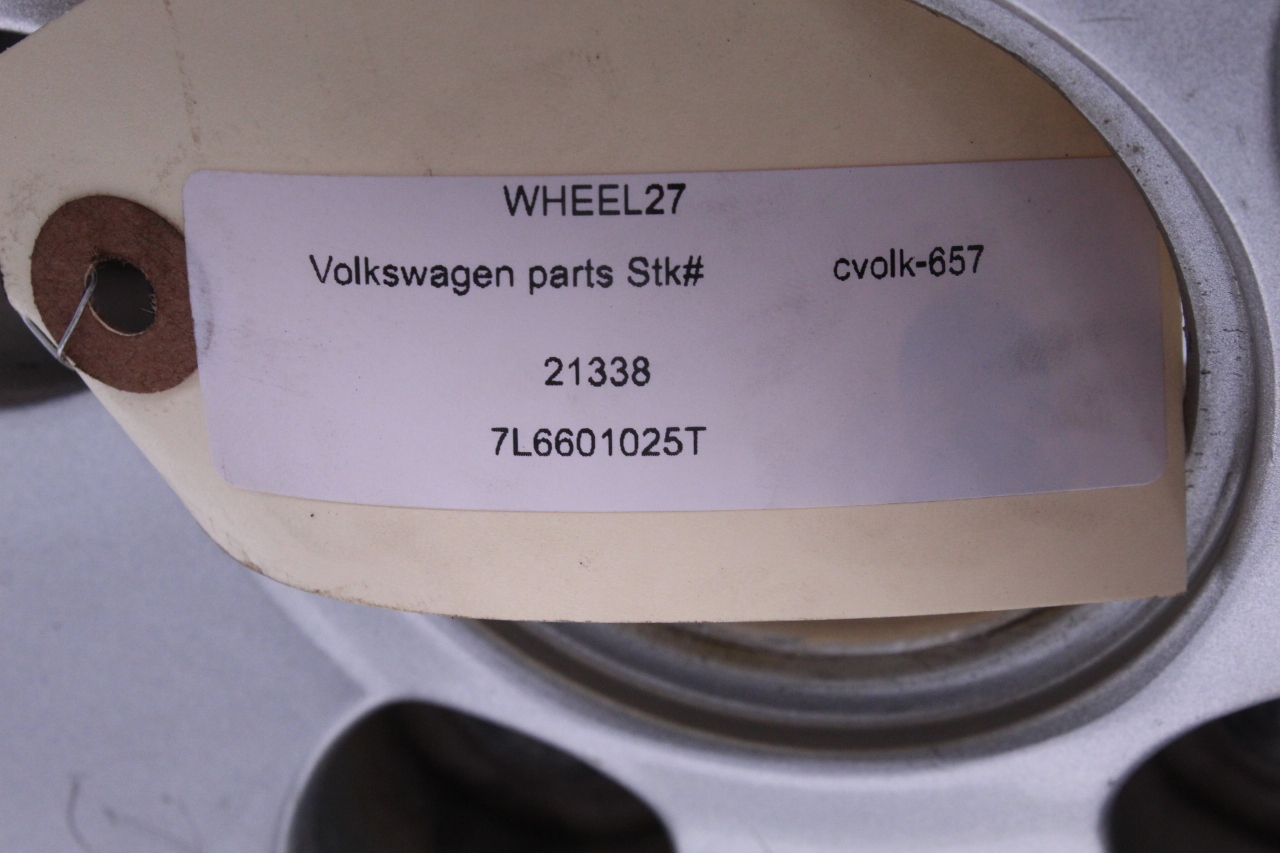 WHEEL27
Volkswagen parts Stk# cvolk-657
21338
7L6601025T